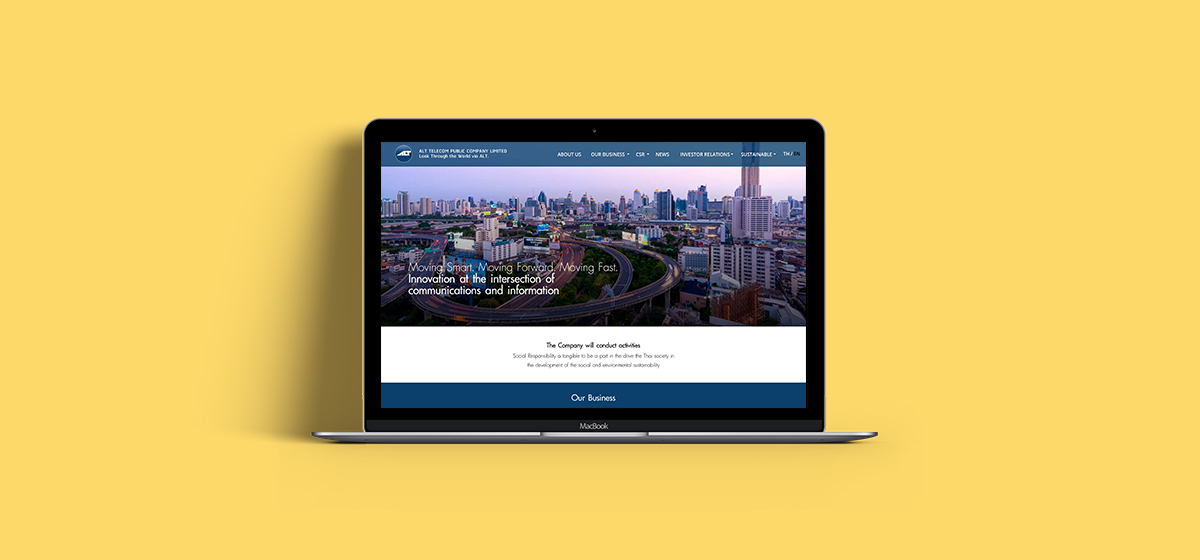 ALT
ALT TELECOM PUBLIC COMPANY LIMITED
Look Through the World via ALT.
ABOUT US OUR BUSINESS CSR NEWS INVESTOR RELATIONS SUSTAINABLE TH / EN
Moving Smart. Moving Forward. Moving Fast.
Innovation at the intersection of
communications and information
The Company will conduct activities
Social Responsibility a tangible to be a part in the drive the Thai society in
the development of the social and environmental sustainability
Our Business
MacBook